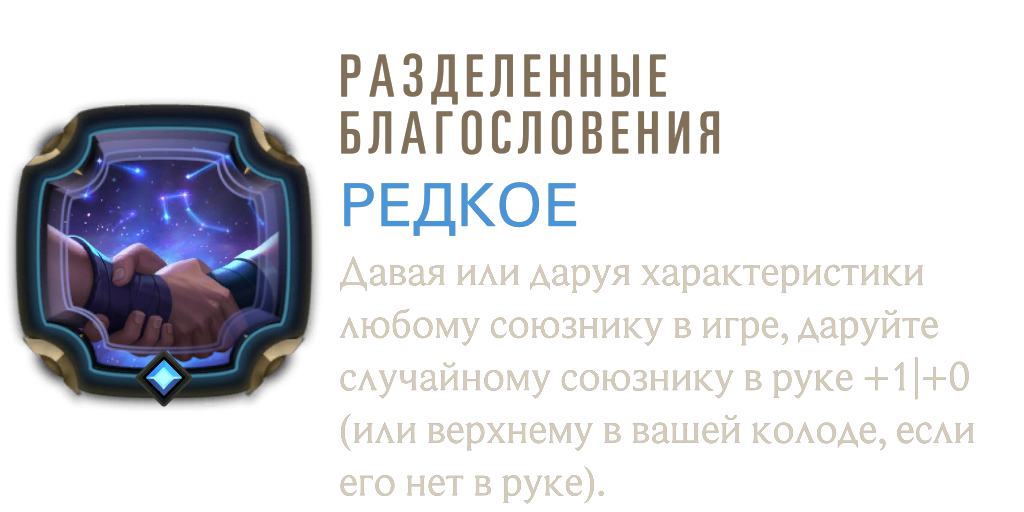 РАЗДЕЛЕННЫЕ
БЛАГОСЛОВЕНИЯ
РЕДКОЕ
Давая или даруя характеристики
любому союзнику в игре, даруйте
случайному союзнику в руке +1|+0
(или верхнему в вашей колоде, если
его нет в руке).